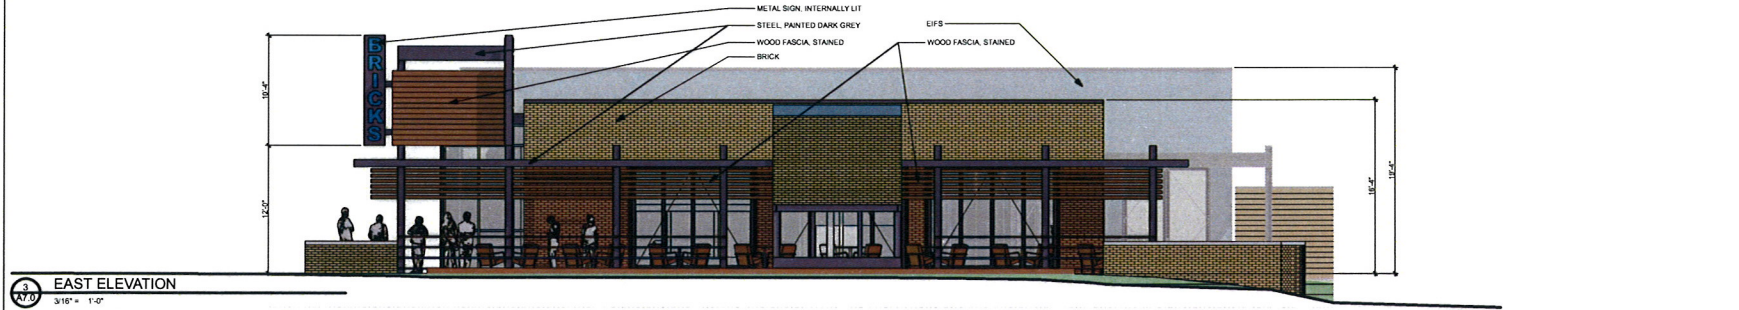 METAL SIGN, INTERNALLY LIT
STEEL, PAINTED DARK GREY
EIFS
WOOD FASCIA, STAINED
WOOD FASCIA, STAINED
BRICK
BRICKS
10'-4"
12'-0"
16'-4"
19'-4"
3
A7.0
EAST ELEVATION
3/16" = 1'-0"